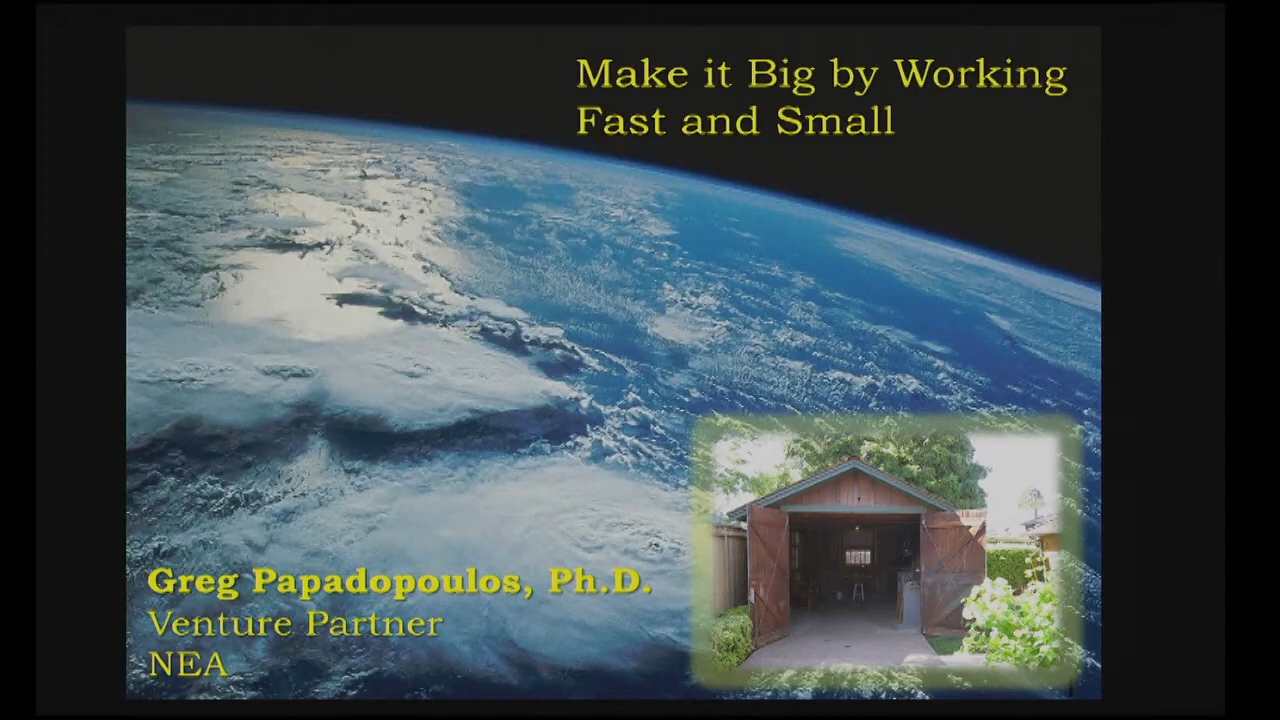 Make it Big by Working
Fast and Small
Greg Papadopoulos, Ph.D.
Venture Partner
NEA